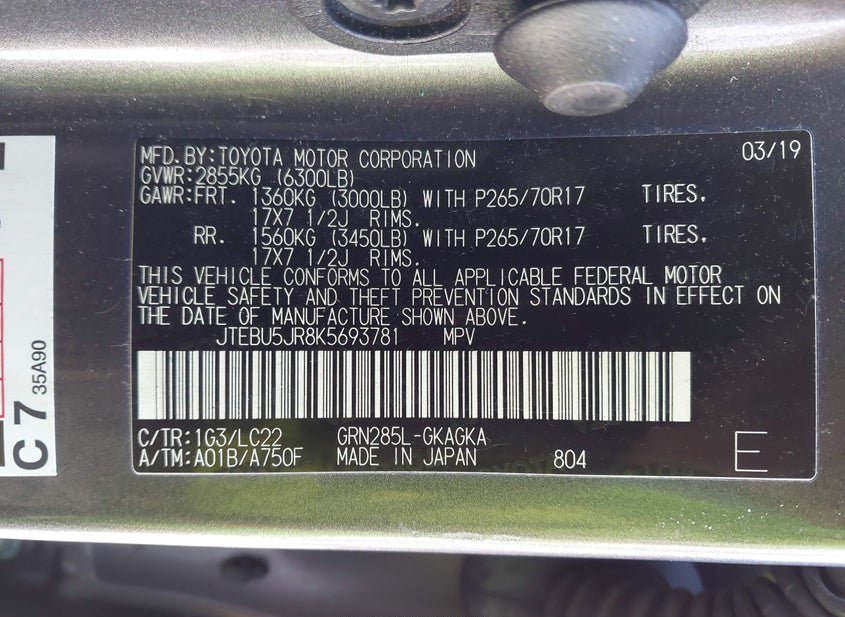 MFD.BY:TOYOTA MOTOR CORPORATION 03/19
GVWR:2855KG (6300LB)
GAWR:FRT. 1360KG (3000LB) WITH P265/70R17 TIRES,
17X7 1/2J RIMS.
RR. 1560KG (3450LB) WITH P265/70R17 TIRES,
17X7 1/2J RIMS.
THIS VEHICLE CONFORMS TO ALL APPLICABLE FEDERAL MOTOR
VEHICLE SAFETY AND THEFT PREVENTION STANDARDS IN EFFECT ON
THE DATE OF MANUFACTURE SHOWN ABOVE.
JTEBU5JR8K5693781 MPV
C/TR:1G3/LC22 GRN285L-GKAGKA
A/TM:A01B/A750F MADE IN JAPAN 804 E
C 7
35A90